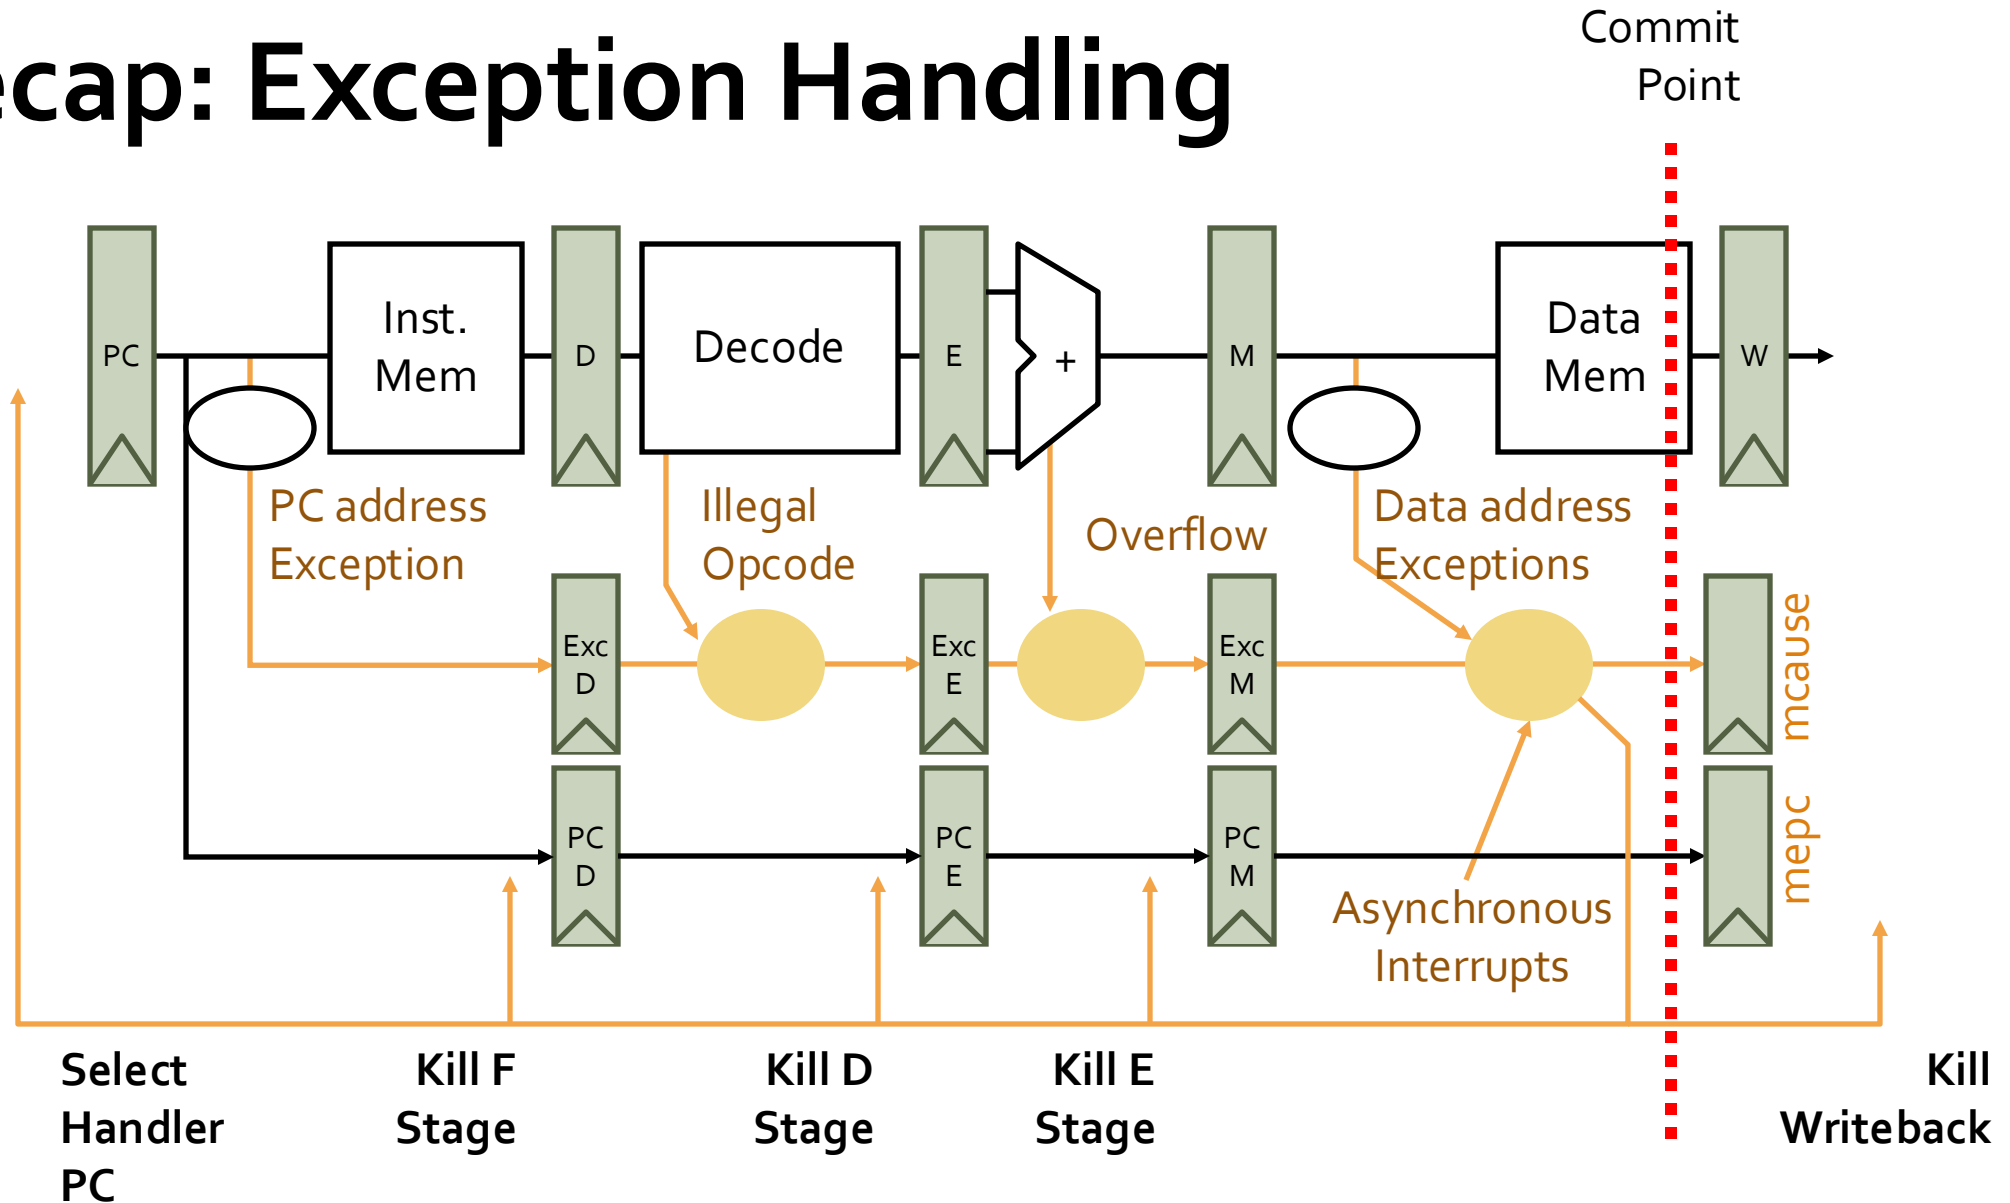 ecap: Exception Handling
Commit
Point
PC
Inst.
Mem
D
Decode
E
+
M
Data
Mem
W
PC address
Exception
Illegal
Opcode
Overflow
Data address
Exceptions
Exc
D
Exc
E
Exc
M
mcause
PC
D
PC
E
PC
M
mepc
Asynchronous
Interrupts
Select
Handler
PC
Kill F
Stage
Kill D
Stage
Kill E
Stage
Kill
Writeback